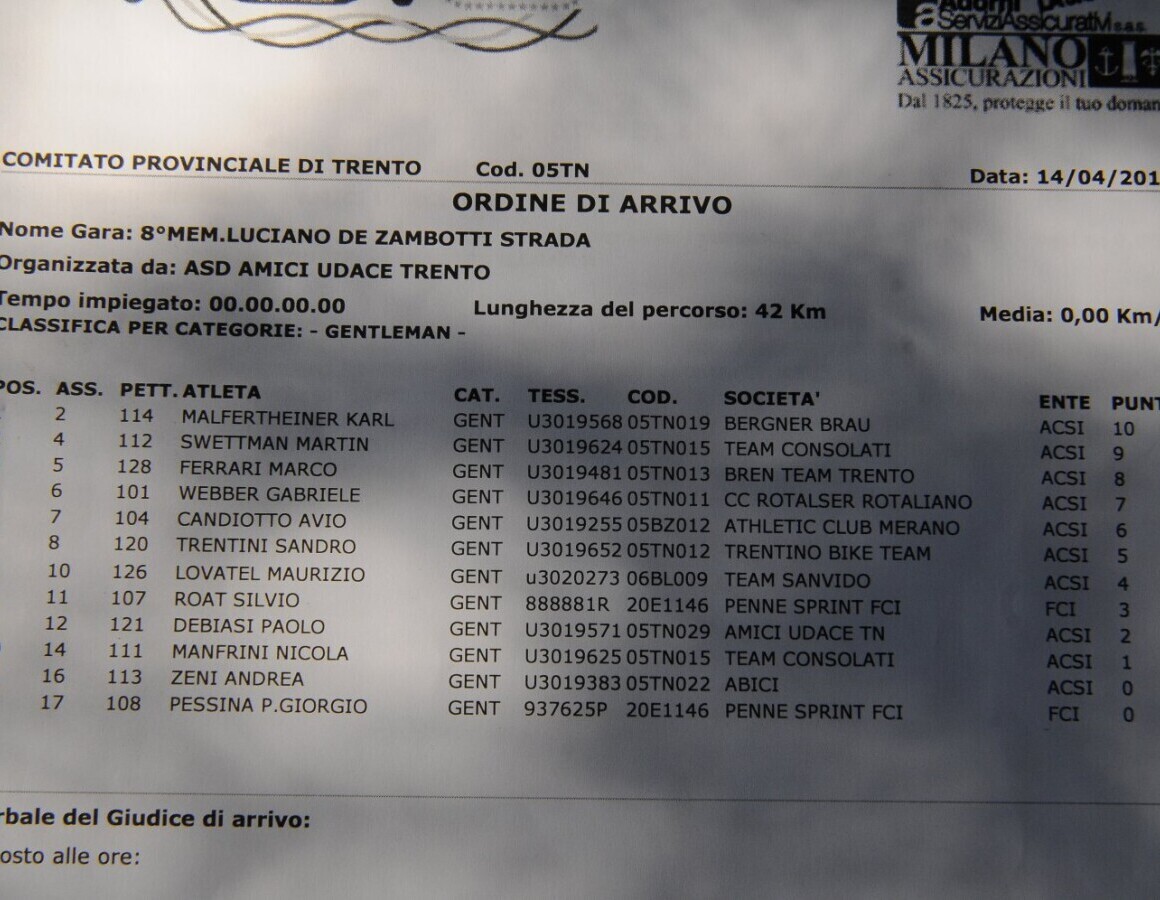 ServiziAssicurativi s.a.s.
MILANO
ASSICURAZIONI
Dal 1825, protegge il tuo doman
COMITATO PROVINCIALE DI TRENTO Cod. 05TN Data: 14/04/201
ORDINE DI ARRIVO
Nome Gara: 8°MEM.LUCIANO DE ZAMBOTTI STRADA
Organizzata da: ASD AMICI UDACE TRENTO
Tempo impiegato: 00.00.00.00 Lunghezza del percorso: 42 Km Media: 0,00 Km/
CLASSIFICA PER CATEGORIE: - GENTLEMAN -
POS. ASS. PETT. ATLETA CAT. TESS. COD. SOCIETA' ENTE PUNT
2 114 MALFERTHEINER KARL GENT U3019568 05TN019 BERGNER BRAU ACSI 10
4 112 SWETTMAN MARTIN GENT U3019624 05TN015 TEAM CONSOLATI ACSI 9
5 128 FERRARI MARCO GENT U3019481 05TN013 BREN TEAM TRENTO ACSI 8
6 101 WEBBER GABRIELE GENT U3019646 05TN011 CC ROTALSER ROTALIANO ACSI 7
7 104 CANDIOTTO AVIO GENT U3019255 05BZ012 ATHLETIC CLUB MERANO ACSI 6
8 120 TRENTINI SANDRO GENT U3019652 05TN012 TRENTINO BIKE TEAM ACSI 5
10 126 LOVATEL MAURIZIO GENT u3020273 06BL009 TEAM SANVIDO ACSI 4
11 107 ROAT SILVIO GENT 888881R 20E1146 PENNE SPRINT FCI FCI 3
12 121 DEBIASI PAOLO GENT U3019571 05TN029 AMICI UDACE TN ACSI 2
14 111 MANFRINI NICOLA GENT U3019625 05TN015 TEAM CONSOLATI ACSI 1
16 113 ZENI ANDREA GENT U3019383 05TN022 ABICI ACSI 0
17 108 PESSINA P.GIORGIO GENT 937625P 20E1146 PENNE SPRINT FCI FCI 0
rbale del Giudice di arrivo:
osto alle ore: